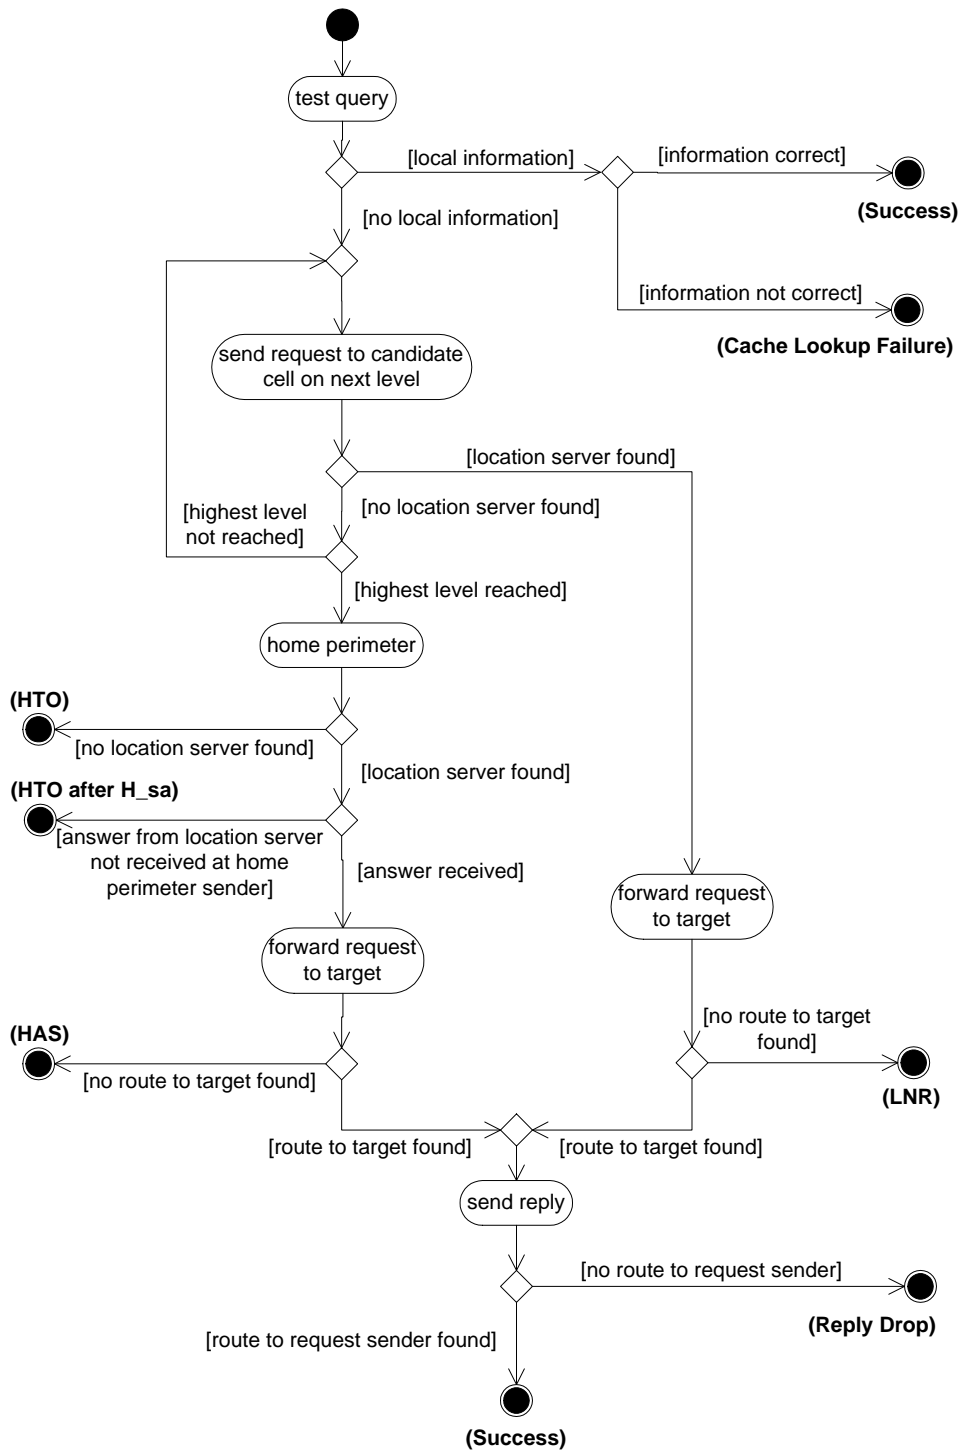 test query
[local information]
[information correct]
(Success)
[no local information]
[information not correct]
(Cache Lookup Failure)
send request to candidate
cell on next level
[location server found]
[highest level
not reached]
[no location server found]
[highest level reached]
home perimeter
(HTO)
[no location server found]
[location server found]
(HTO after H_sa)
[answer from location server
not received at home
perimeter sender]
[answer received]
forward request
to target
forward request
to target
[no route to target
found]
(HAS)
[no route to target found]
(LNR)
[route to target found]
[route to target found]
send reply
[no route to request sender]
(Reply Drop)
[route to request sender found]
(Success)